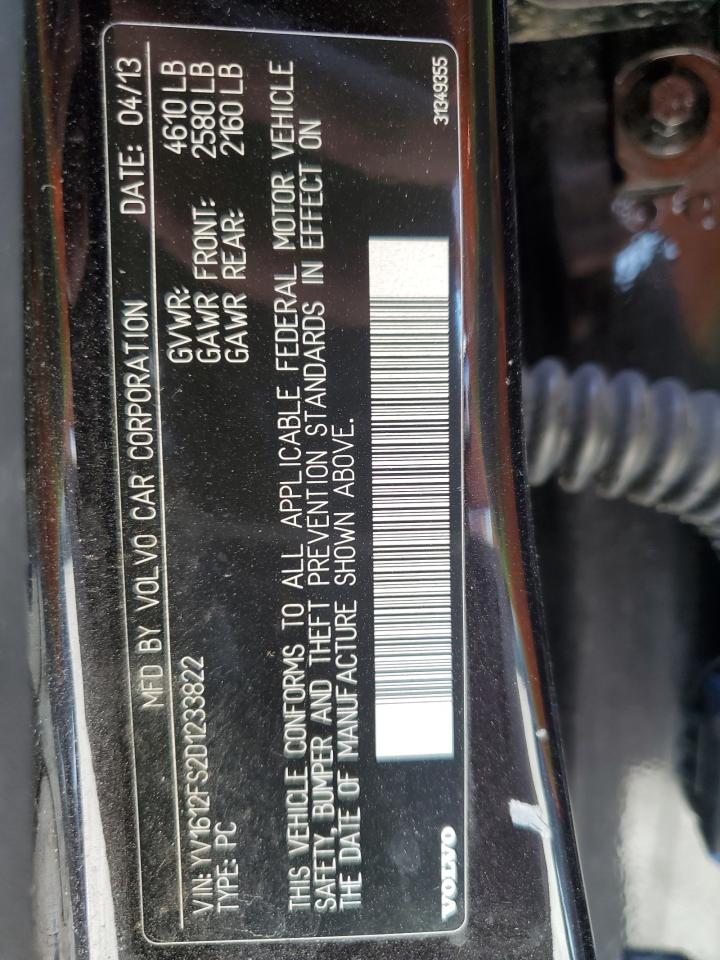 MFD BY VOLVO CAR CORPORATION DATE: 04/13
GVWR: 4610 LB
GAWR FRONT: 2580 LB
VIN: YV1612FS2D1233822 GAWR REAR: 2160 LB
TYPE: PC
THIS VEHICLE CONFORMS TO ALL APPLICABLE FEDERAL MOTOR VEHICLE
SAFETY, BUMPER AND THEFT PREVENTION STANDARDS IN EFFECT ON
THE DATE OF MANUFACTURE SHOWN ABOVE.
VOLVO 31349355